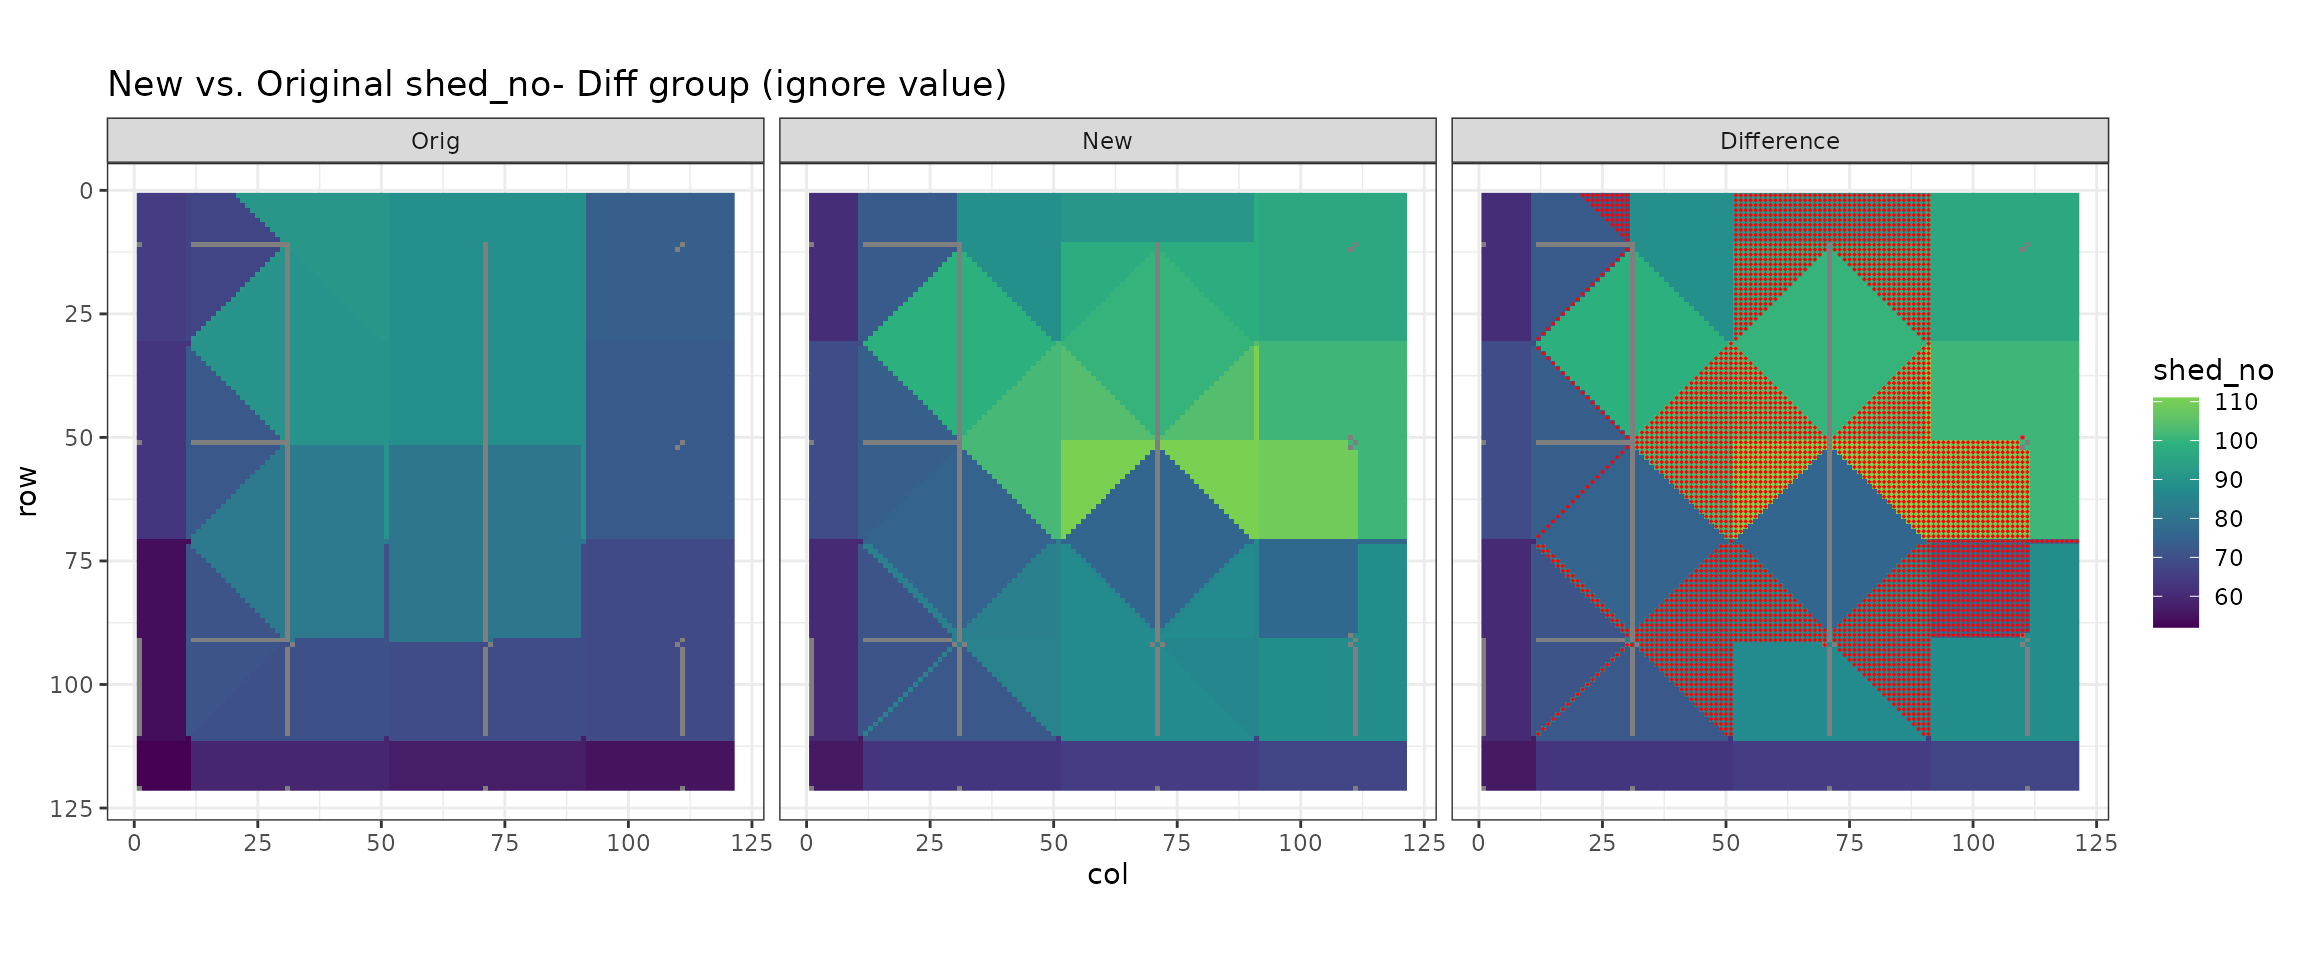 New vs. Original shed_no- Diff group (ignore value)
Orig
New
Difference
0
25
50
75
100
125
row
0 25 50 75 100 125
0 25 50 75 100 125
0 25 50 75 100 125
col
shed_no
110
100
90
80
70
60